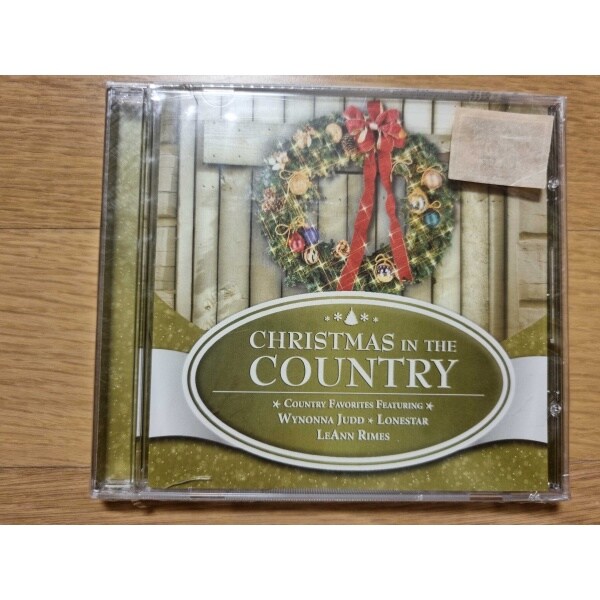 CHRISTMAS IN THE
COUNTRY
* COUNTRY FAVORITES FEATURING *
WYNONNA JUDD * LONESTAR
LEANN RIMES